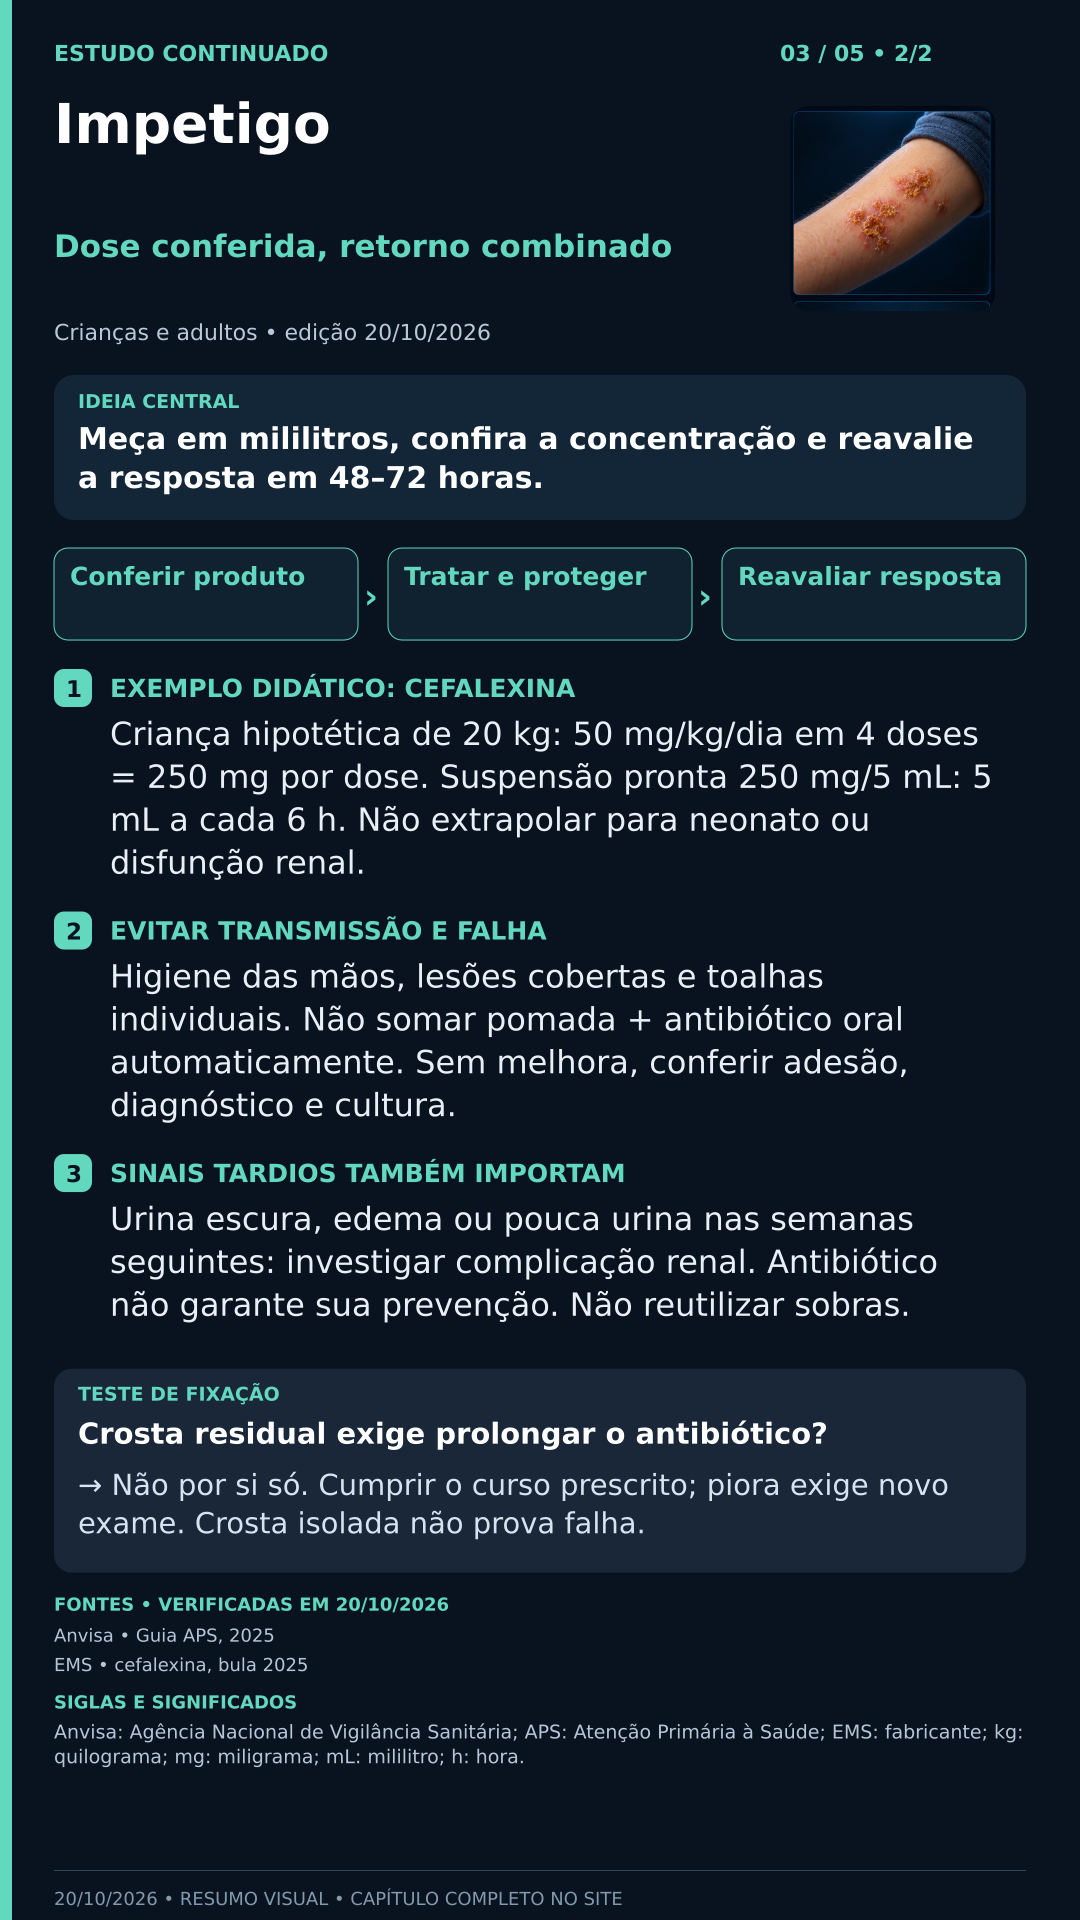 ESTUDO CONTINUADO
03 / 05 • 2/2
Impetigo
Dose conferida, retorno combinado
Crianças e adultos • edição 20/10/2026
IDEIA CENTRAL
Meça em mililitros, confira a concentração e reavalie
a resposta em 48–72 horas.
Conferir produto › Tratar e proteger › Reavaliar resposta
1 EXEMPLO DIDÁTICO: CEFALEXINA
Criança hipotética de 20 kg: 50 mg/kg/dia em 4 doses
= 250 mg por dose. Suspensão pronta 250 mg/5 mL: 5
mL a cada 6 h. Não extrapolar para neonato ou
disfunção renal.
2 EVITAR TRANSMISSÃO E FALHA
Higiene das mãos, lesões cobertas e toalhas
individuais. Não somar pomada + antibiótico oral
automaticamente. Sem melhora, conferir adesão,
diagnóstico e cultura.
3 SINAIS TARDIOS TAMBÉM IMPORTAM
Urina escura, edema ou pouca urina nas semanas
seguintes: investigar complicação renal. Antibiótico
não garante sua prevenção. Não reutilizar sobras.
TESTE DE FIXAÇÃO
Crosta residual exige prolongar o antibiótico?
→ Não por si só. Cumprir o curso prescrito; piora exige novo
exame. Crosta isolada não prova falha.
FONTES • VERIFICADAS EM 20/10/2026
Anvisa • Guia APS, 2025
EMS • cefalexina, bula 2025
SIGLAS E SIGNIFICADOS
Anvisa: Agência Nacional de Vigilância Sanitária; APS: Atenção Primária à Saúde; EMS: fabricante; kg:
quilograma; mg: miligrama; mL: mililitro; h: hora.
20/10/2026 • RESUMO VISUAL • CAPÍTULO COMPLETO NO SITE